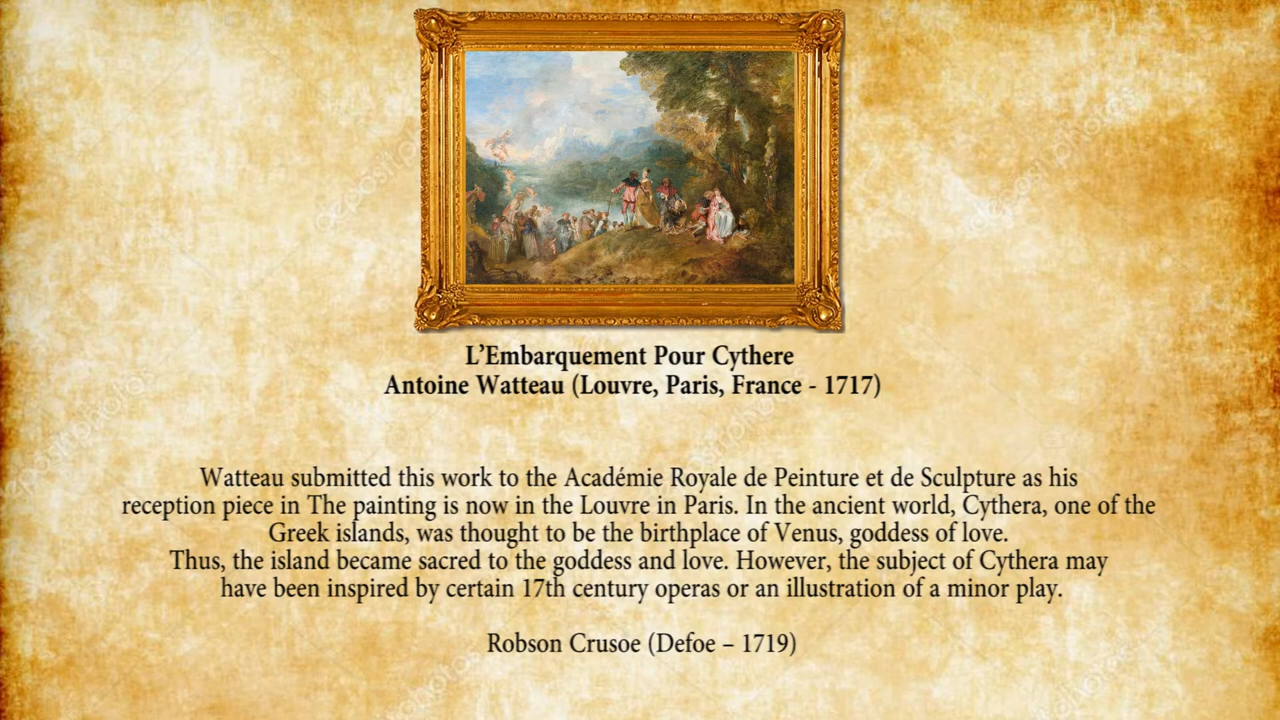 L’Embarquement Pour Cythere
Antoine Watteau (Louvre, Paris, France - 1717)
Watteau submitted this work to the Académie Royale de Peinture et de Sculpture as his
reception piece in The painting is now in the Louvre in Paris. In the ancient world, Cythera, one of the
Greek islands, was thought to be the birthplace of Venus, goddess of love.
Thus, the island became sacred to the goddess and love. However, the subject of Cythera may
have been inspired by certain 17th century operas or an illustration of a minor play.
Robson Crusoe (Defoe – 1719)